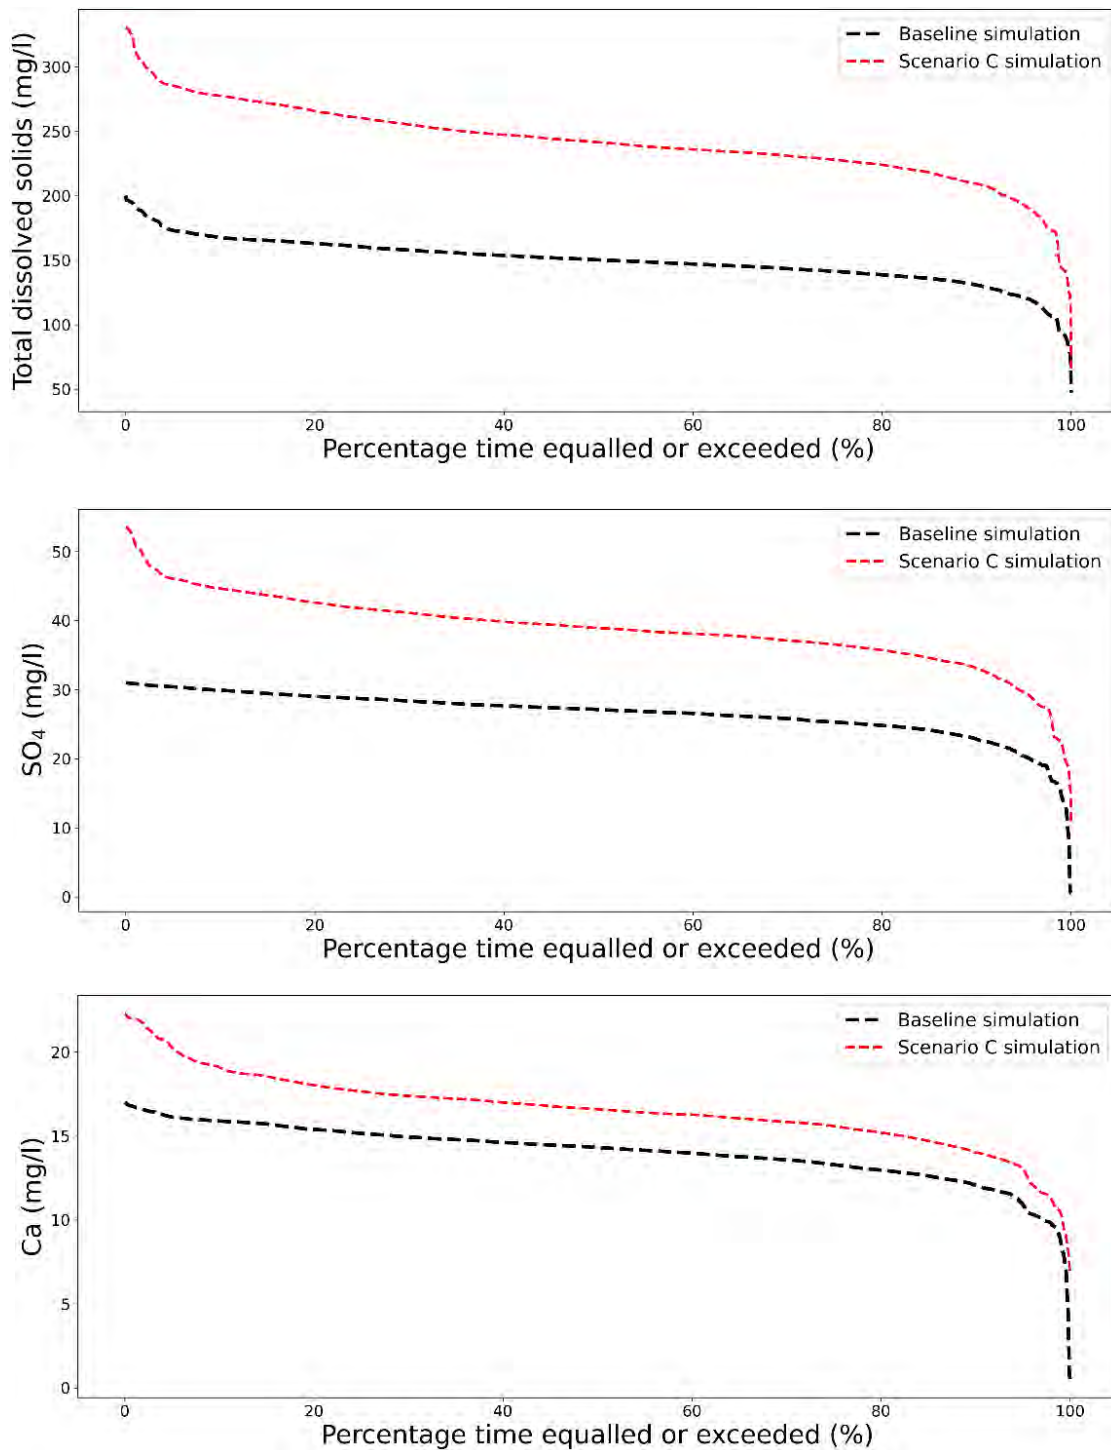 Total dissolved solids (mg/l)
300
250
200
150
100
50
Baseline simulation
Scenario C simulation
0 20 40 60 80 100
Percentage time equalled or exceeded (%)
SO₄ (mg/l)
50
40
30
20
10
0
Baseline simulation
Scenario C simulation
0 20 40 60 80 100
Percentage time equalled or exceeded (%)
Ca (mg/l)
20
15
10
5
0
Baseline simulation
Scenario C simulation
0 20 40 60 80 100
Percentage time equalled or exceeded (%)